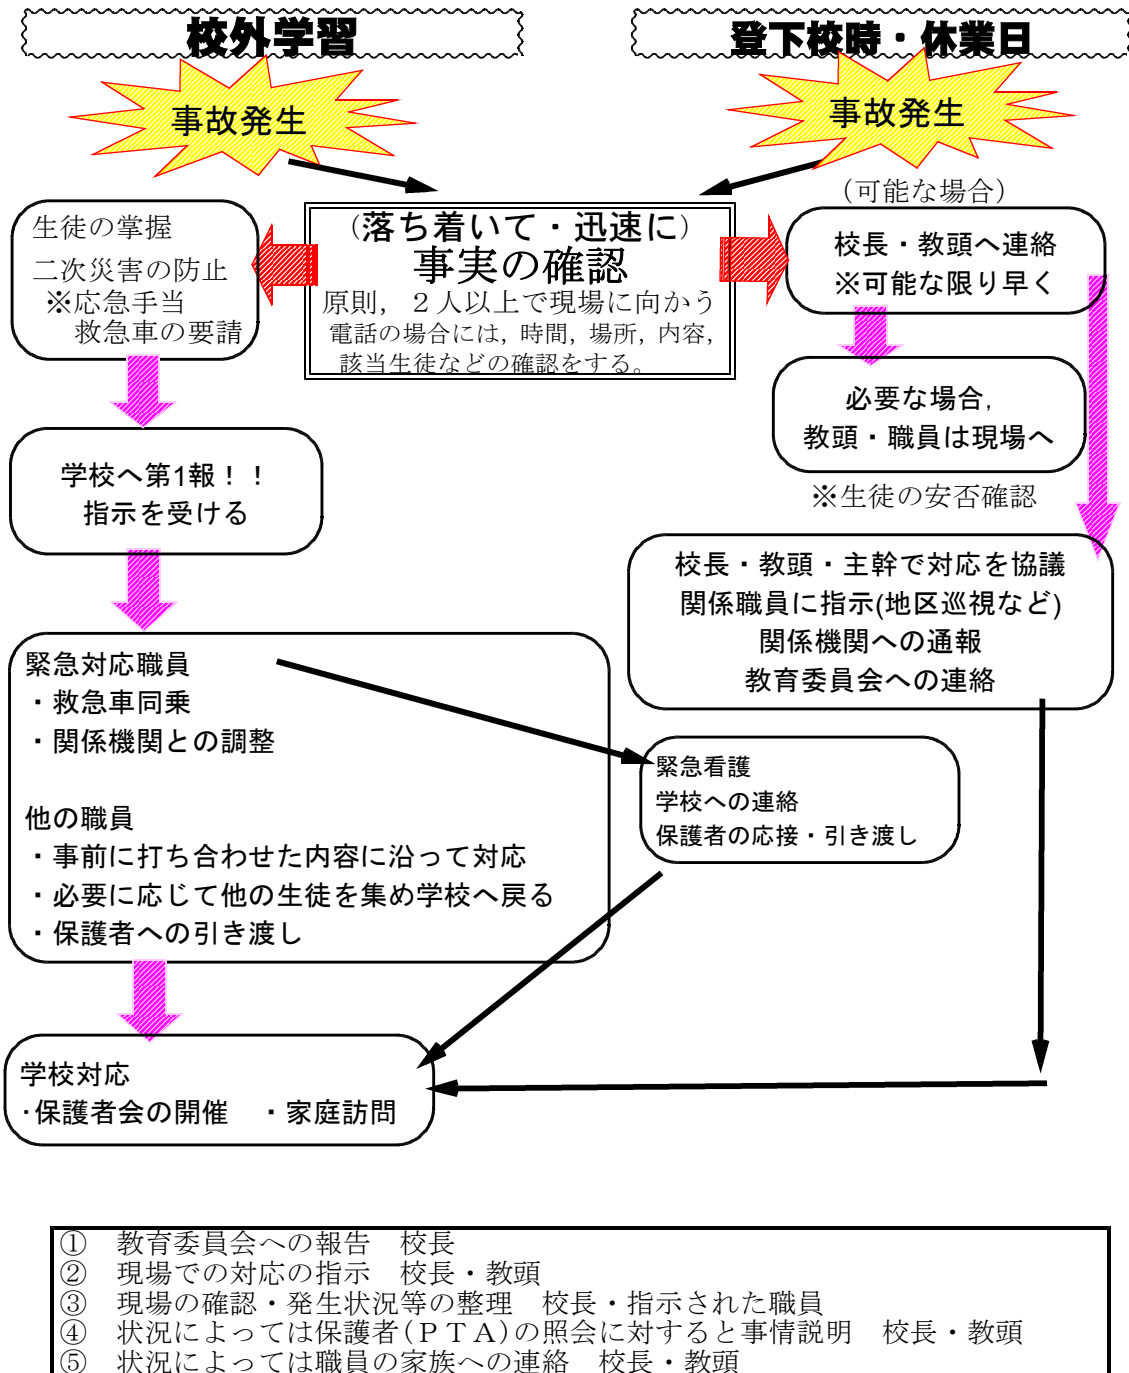 校外学習
登下校時・休業日
事故発生
事故発生
(落ち着いて・迅速に)
事実の確認
原則，２人以上で現場に向かう
電話の場合には，時間，場所，内容，
該当生徒などの確認をする。
生徒の掌握
二次災害の防止
※応急手当
救急車の要請
(可能な場合)
校長・教頭へ連絡
※可能な限り早く
必要な場合，
教頭・職員は現場へ
※生徒の安否確認
学校へ第1報！！
指示を受ける
校長・教頭・主幹で対応を協議
関係職員に指示(地区巡視など)
関係機関への通報
教育委員会への連絡
緊急対応職員
・救急車同乗
・関係機関との調整
他の職員
・事前に打ち合わせた内容に沿って対応
・必要に応じて他の生徒を集め学校へ戻る
・保護者への引き渡し
緊急看護
学校への連絡
保護者の応接・引き渡し
学校対応
・保護者会の開催　・家庭訪問
①　教育委員会への報告　校長
②　現場での対応の指示　校長・教頭
③　現場の確認・発生状況等の整理　校長・指示された職員
④　状況によっては保護者(ＰＴＡ)の照会に対すると事情説明　校長・教頭
⑤　状況によっては職員の家族への連絡　校長・教頭